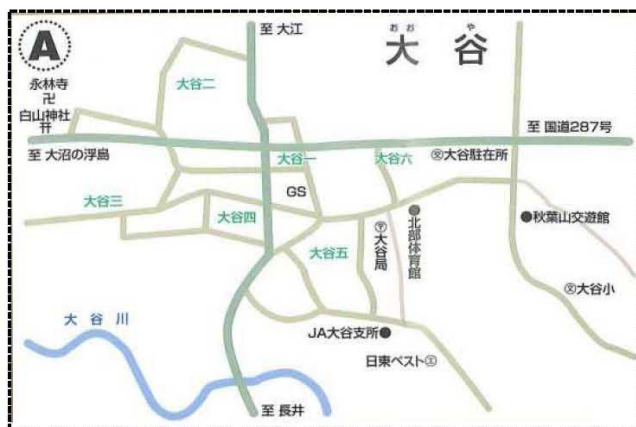 A
至 大江
おお や
大 谷
大谷二
永林寺
卍
白山神社
至 国道287号
至 大沼の浮島
大谷一
大谷六
㊋大谷駐在所
大谷三
GS
大谷四
大谷五
〒大谷局
北部体育館
秋葉山交遊館
㊛大谷小
大 谷 川
JA大谷支所
日東ベスト
至 長井